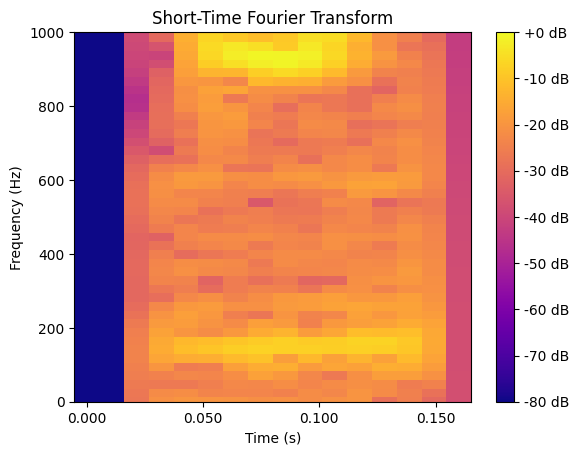 Short-Time Fourier Transform
1000
800
600
400
200
0
Frequency (Hz)
0.000
0.050
0.100
0.150
Time (s)
+0 dB
-10 dB
-20 dB
-30 dB
-40 dB
-50 dB
-60 dB
-70 dB
-80 dB